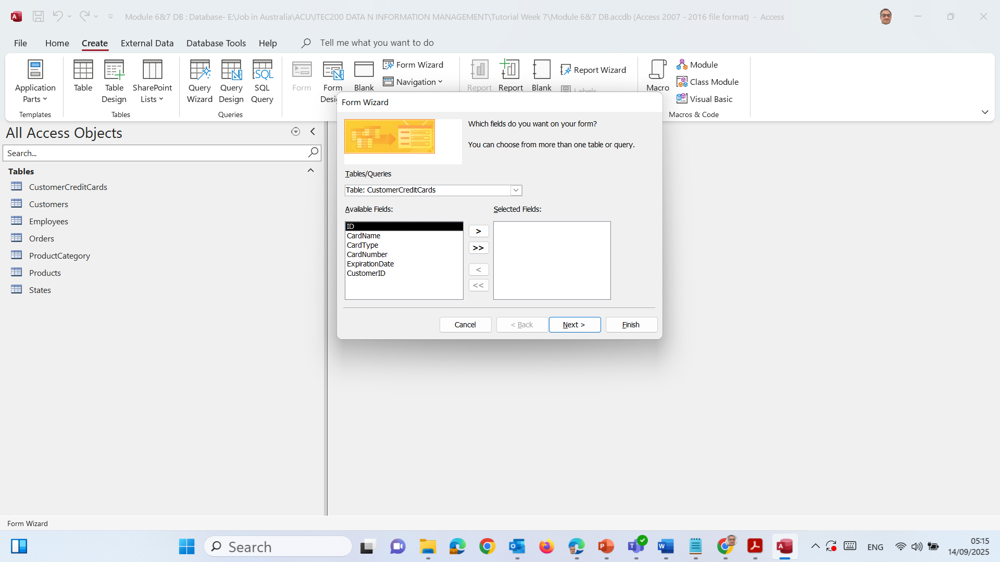 Module 6&7 DB : Database- E:\Job in Australia\ACU\ITEC200 DATA N INFORMATION MANAGEMENT\Tutorial Week 7\Module 6&7 DB.accdb (Access 2007 - 2016 file format) - Access
File Home Create External Data Database Tools Help Tell me what you want to do
Application Parts
Templates
Table
Table Design
SharePoint Lists
Tables
Query Wizard
Query Design
SQL Query
Queries
Form
Form Desi
Blank
Form Wizard
Navigation
Report
Report
Blank
Report Wizard
Labels
Macro
Module
Class Module
Visual Basic
Macros & Code
All Access Objects
Search...
Tables
CustomerCreditCards
Customers
Employees
Orders
ProductCategory
Products
States
Form Wizard
Which fields do you want on your form?
You can choose from more than one table or query.
Tables/Queries
Table: CustomerCreditCards
Available Fields:
Selected Fields:
ID
CardName
CardType
CardNumber
ExpirationDate
CustomerID
>
>>
<
<<
Cancel
< Back
Next >
Finish
Form Wizard
Search
ENG
05:15
14/09/2025